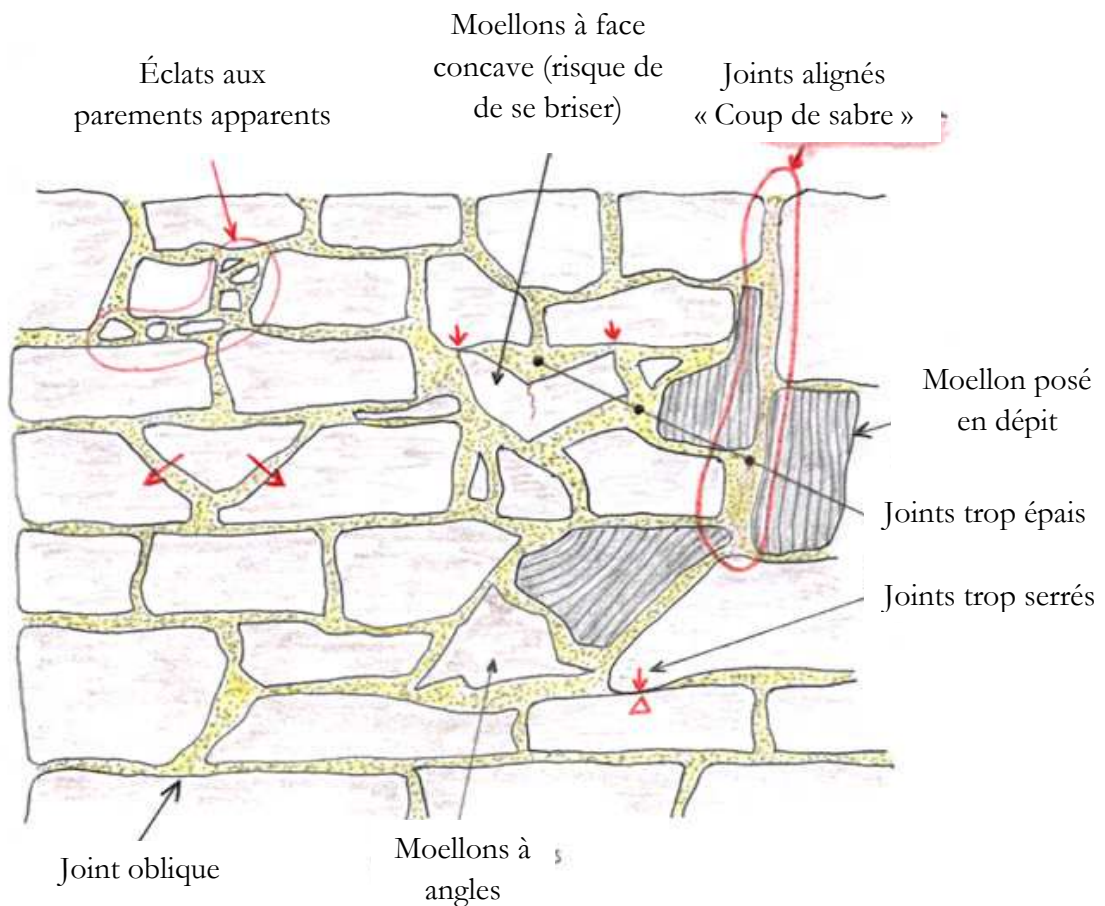 Éclats aux
parements apparents
Moellons à face
concave (risque de
de se briser)
Joints alignés
« Coup de sabre »
Moellon posé
en dépit
Joints trop épais
Joints trop serrés
Joint oblique
Moellons à
angles